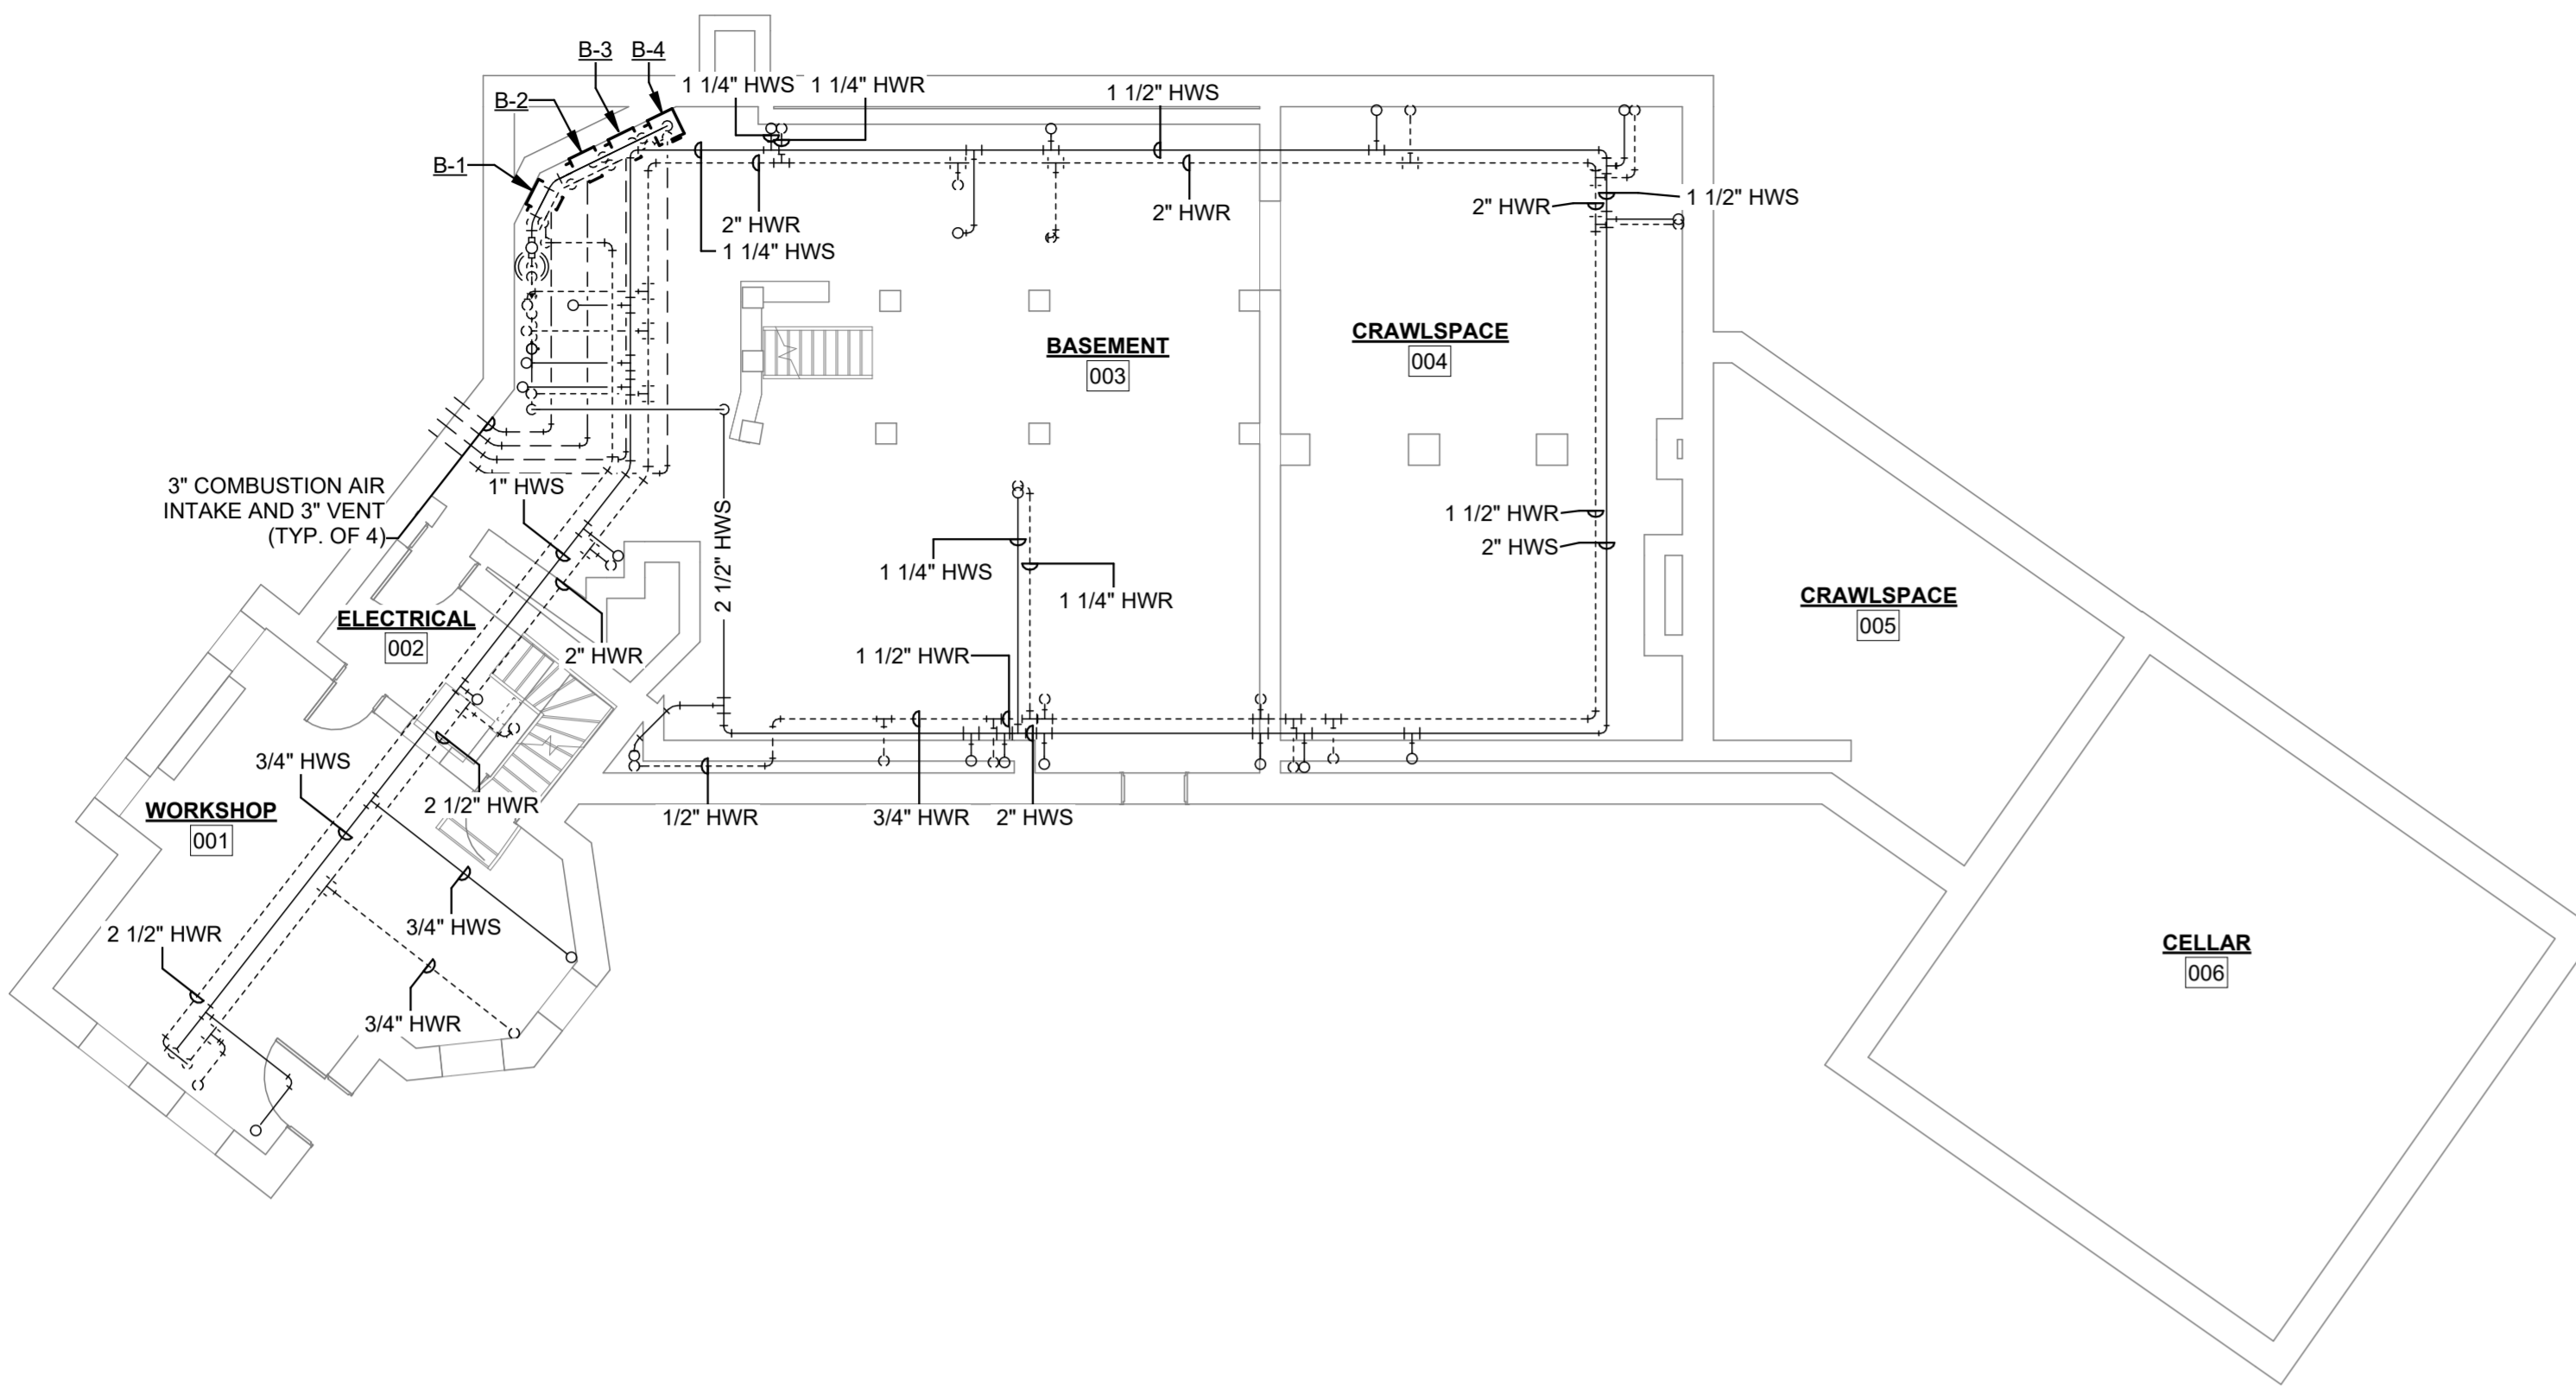 B-3
B-4
1 1/4" HWS
1 1/4" HWR
1 1/2" HWS
B-2
B-1
2" HWR
1 1/4" HWS
2" HWR
2" HWR
1 1/2" HWS
BASEMENT
003
CRAWLSPACE
004
3" COMBUSTION AIR
INTAKE AND 3" VENT
(TYP. OF 4)
1" HWS
2 1/2" HWS
1 1/2" HWR
2" HWS
1 1/4" HWS
1 1/4" HWR
CRAWLSPACE
005
ELECTRICAL
002
2" HWR
1 1/2" HWR
3/4" HWS
WORKSHOP
001
2 1/2" HWR
1/2" HWR
3/4" HWR
2" HWS
3/4" HWS
2 1/2" HWR
3/4" HWR
CELLAR
006